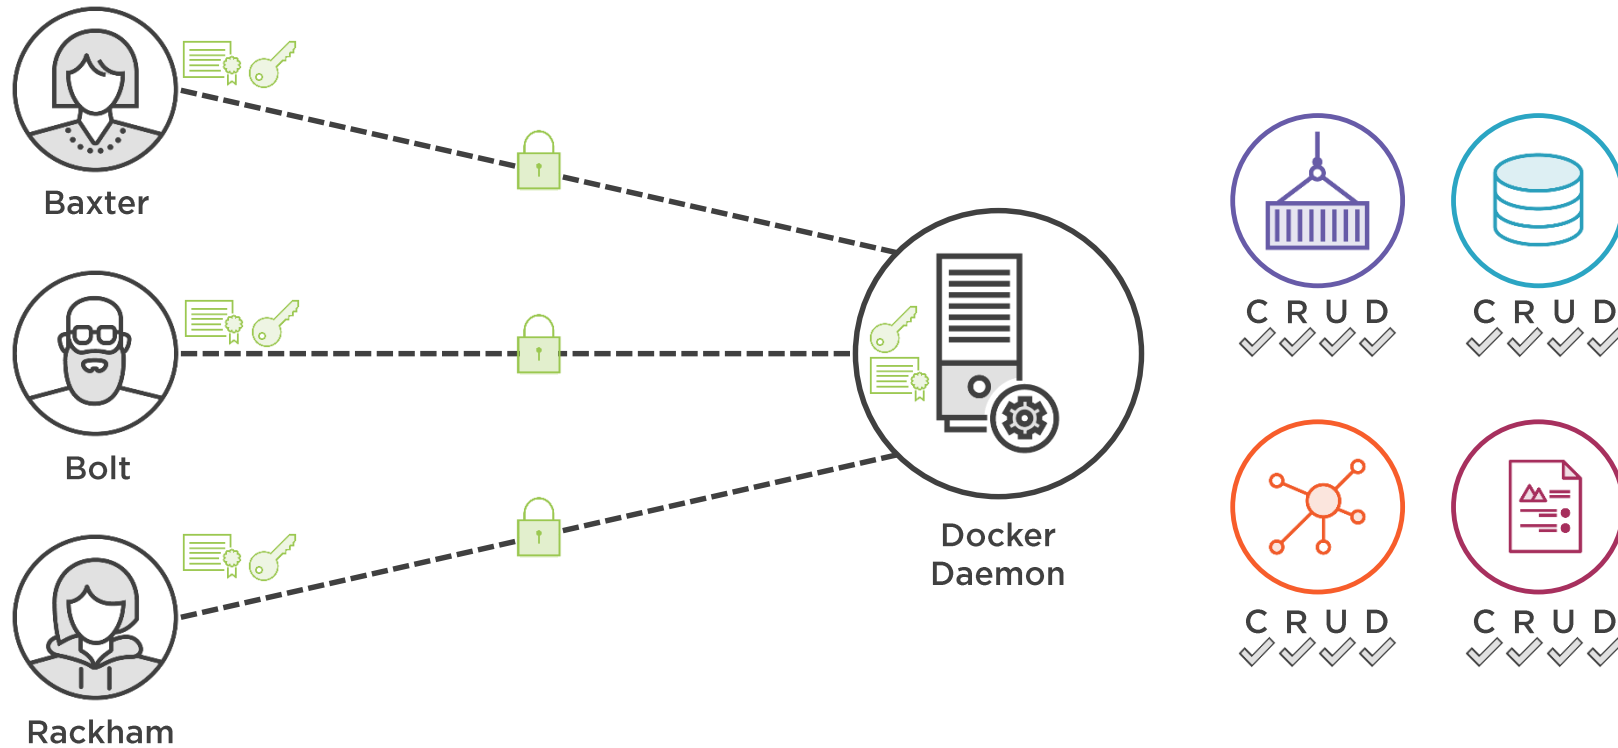 Baxter
Bolt
Rackham
Docker
Daemon
C R U D
C R U D
C R U D
C R U D